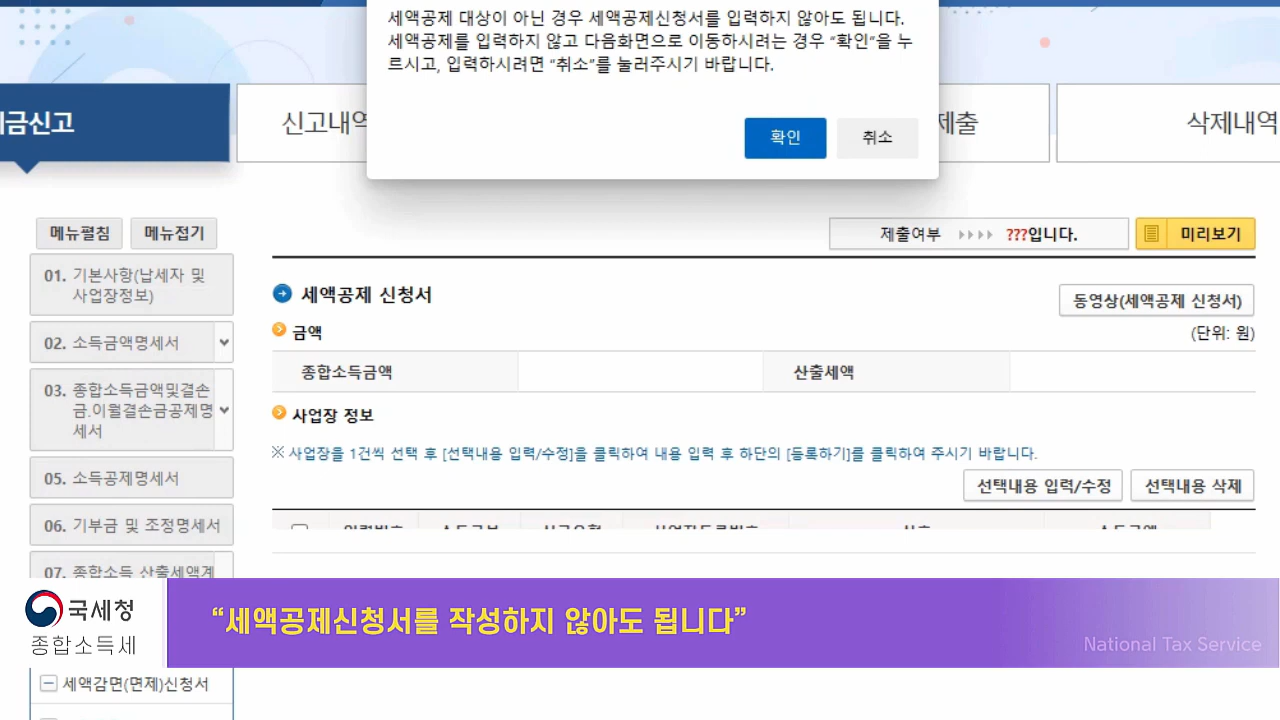 세액공제 대상이 아닌 경우 세액공제신청서를 입력하지 않아도 됩니다.
세액공제를 입력하지 않고 다음화면으로 이동하시려는 경우 “확인”을 누
르시고, 입력하시려면 “취소”를 눌러주시기 바랍니다.
확인
취소
세금신고
신고내역
제출
삭제내역
메뉴펼침
메뉴접기
제출여부
???입니다.
미리보기
01. 기본사항(납세자 및
사업장정보)
02. 소득금액명세서
03. 종합소득금액및결손
금.이월결손금공제명
세서
05. 소득공제명세서
06. 기부금 및 조정명세서
07. 종합소득 산출세액계
세액공제 신청서
동영상(세액공제 신청서)
금액
(단위: 원)
종합소득금액
산출세액
사업장 정보
※ 사업장을 1건씩 선택 후 [선택내용 입력/수정]을 클릭하여 내용 입력 후 하단의 [등록하기]를 클릭하여 주시기 바랍니다.
선택내용 입력/수정
선택내용 삭제
국세청
종합소득세
“세액공제신청서를 작성하지 않아도 됩니다”
National Tax Service
세액감면(면제)신청서